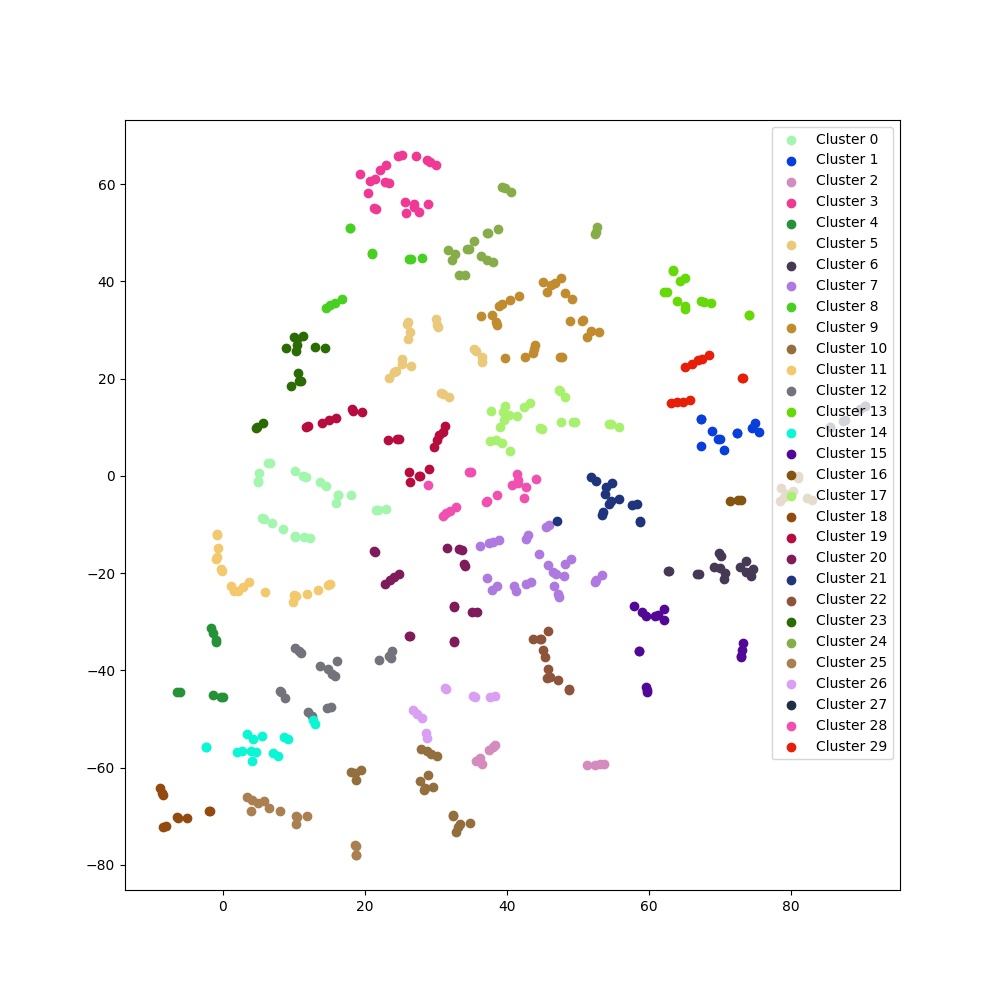 60
40
20
0
−20
−40
−60
−80
0
20
40
60
80
Cluster 0
Cluster 1
Cluster 2
Cluster 3
Cluster 4
Cluster 5
Cluster 6
Cluster 7
Cluster 8
Cluster 9
Cluster 10
Cluster 11
Cluster 12
Cluster 13
Cluster 14
Cluster 15
Cluster 16
Cluster 17
Cluster 18
Cluster 19
Cluster 20
Cluster 21
Cluster 22
Cluster 23
Cluster 24
Cluster 25
Cluster 26
Cluster 27
Cluster 28
Cluster 29